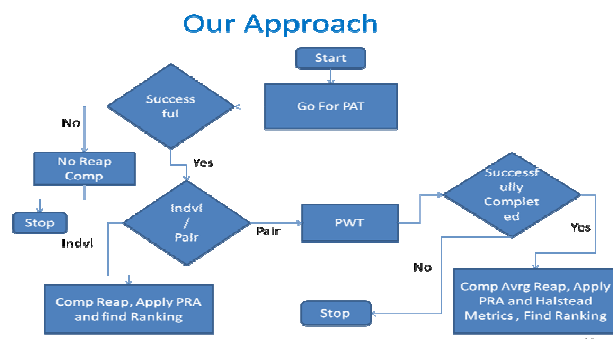 Our Approach
Start
Go For PAT
Success
ful
No
No Reap
Comp
Stop
Yes
Indvl
/
Pair
Indvl
Pair
PWT
Successf
ully
Complet
ed
Yes
No
Stop
Comp Reap, Apply PRA
and find Ranking
Comp Avrg Reap, Apply
PRA and Halstead
Metrics , Find Ranking